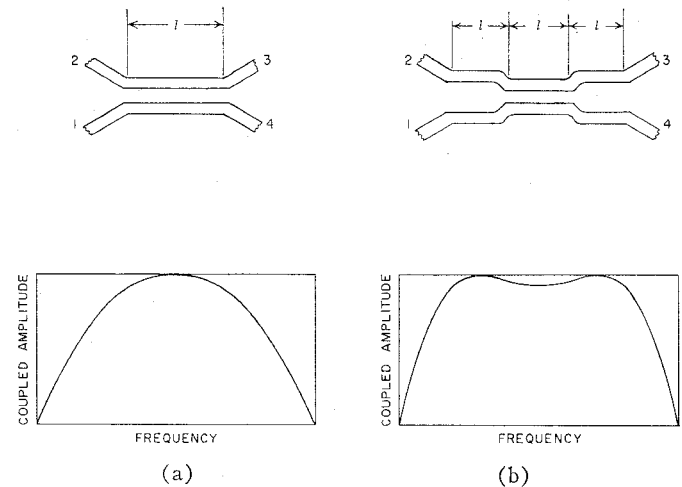 l
2
3
1
4
COUPLED AMPLITUDE
FREQUENCY
(a)
l l l
2
3
1
4
COUPLED AMPLITUDE
FREQUENCY
(b)